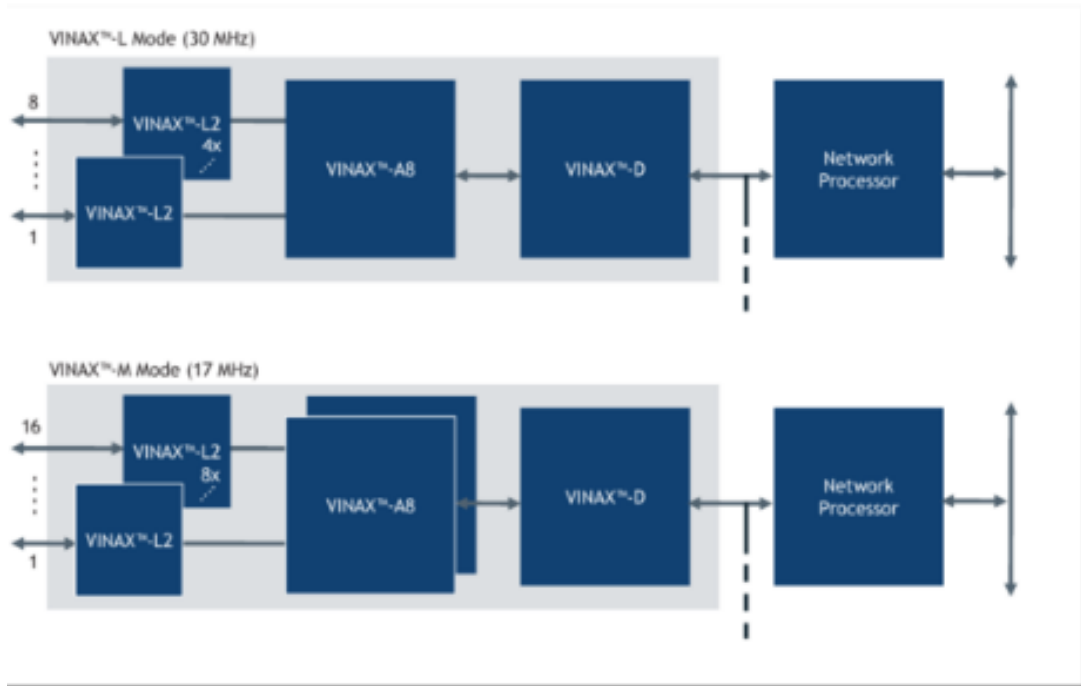 VINAX™-L Mode (30 MHz)
8
VINAX™-L2
4x
VINAX™-L2
1
VINAX™-A8
VINAX™-D
Network
Processor
VINAX™-M Mode (17 MHz)
16
VINAX™-L2
8x
VINAX™-L2
1
VINAX™-A8
VINAX™-D
Network
Processor